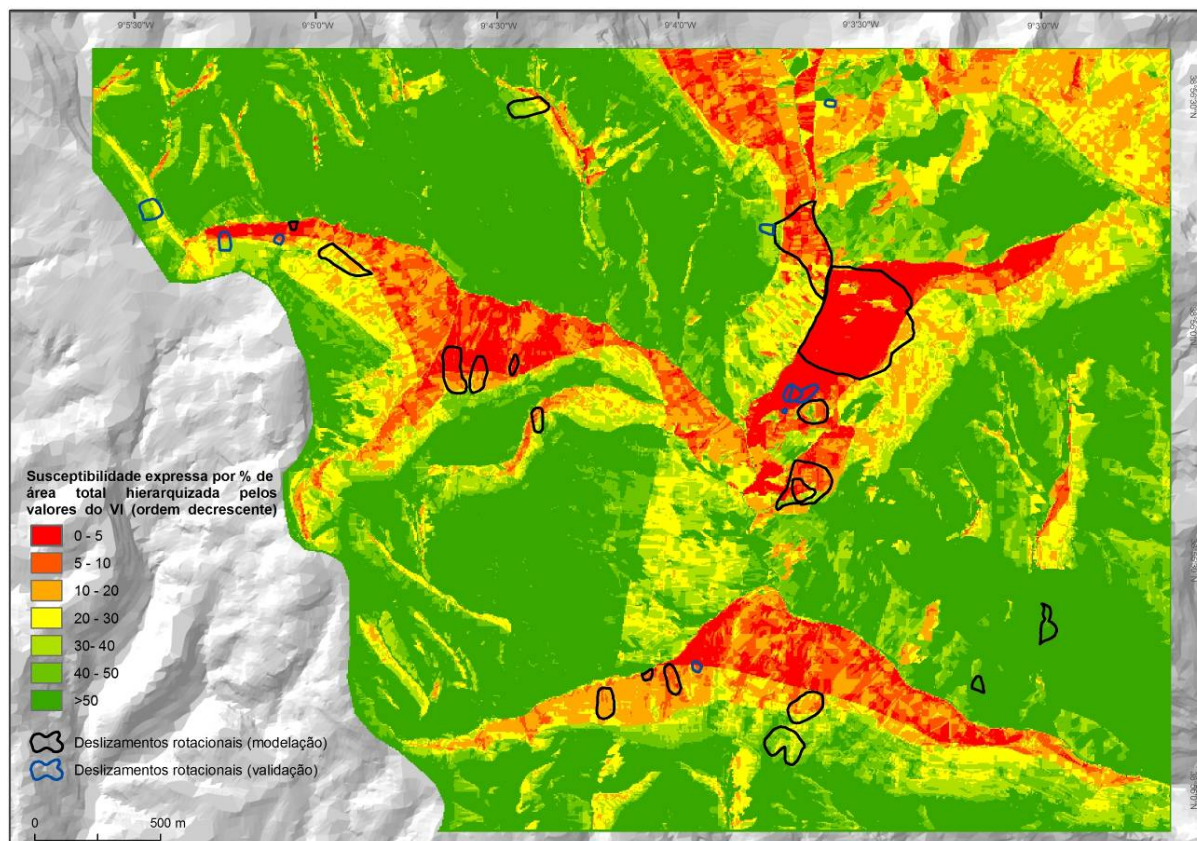 9°5'30"W 9°5'0"W 9°4'30"W 9°4'0"W 9°3'30"W 9°3'0"W
Susceptibilidade expressa por % de
área total hierarquizada pelos
valores do VI (ordem decrescente)
0 - 5
5 - 10
10 - 20
20 - 30
30- 40
40 - 50
>50
Deslizamentos rotacionais (modelação)
Deslizamentos rotacionais (validação)
0 500 m